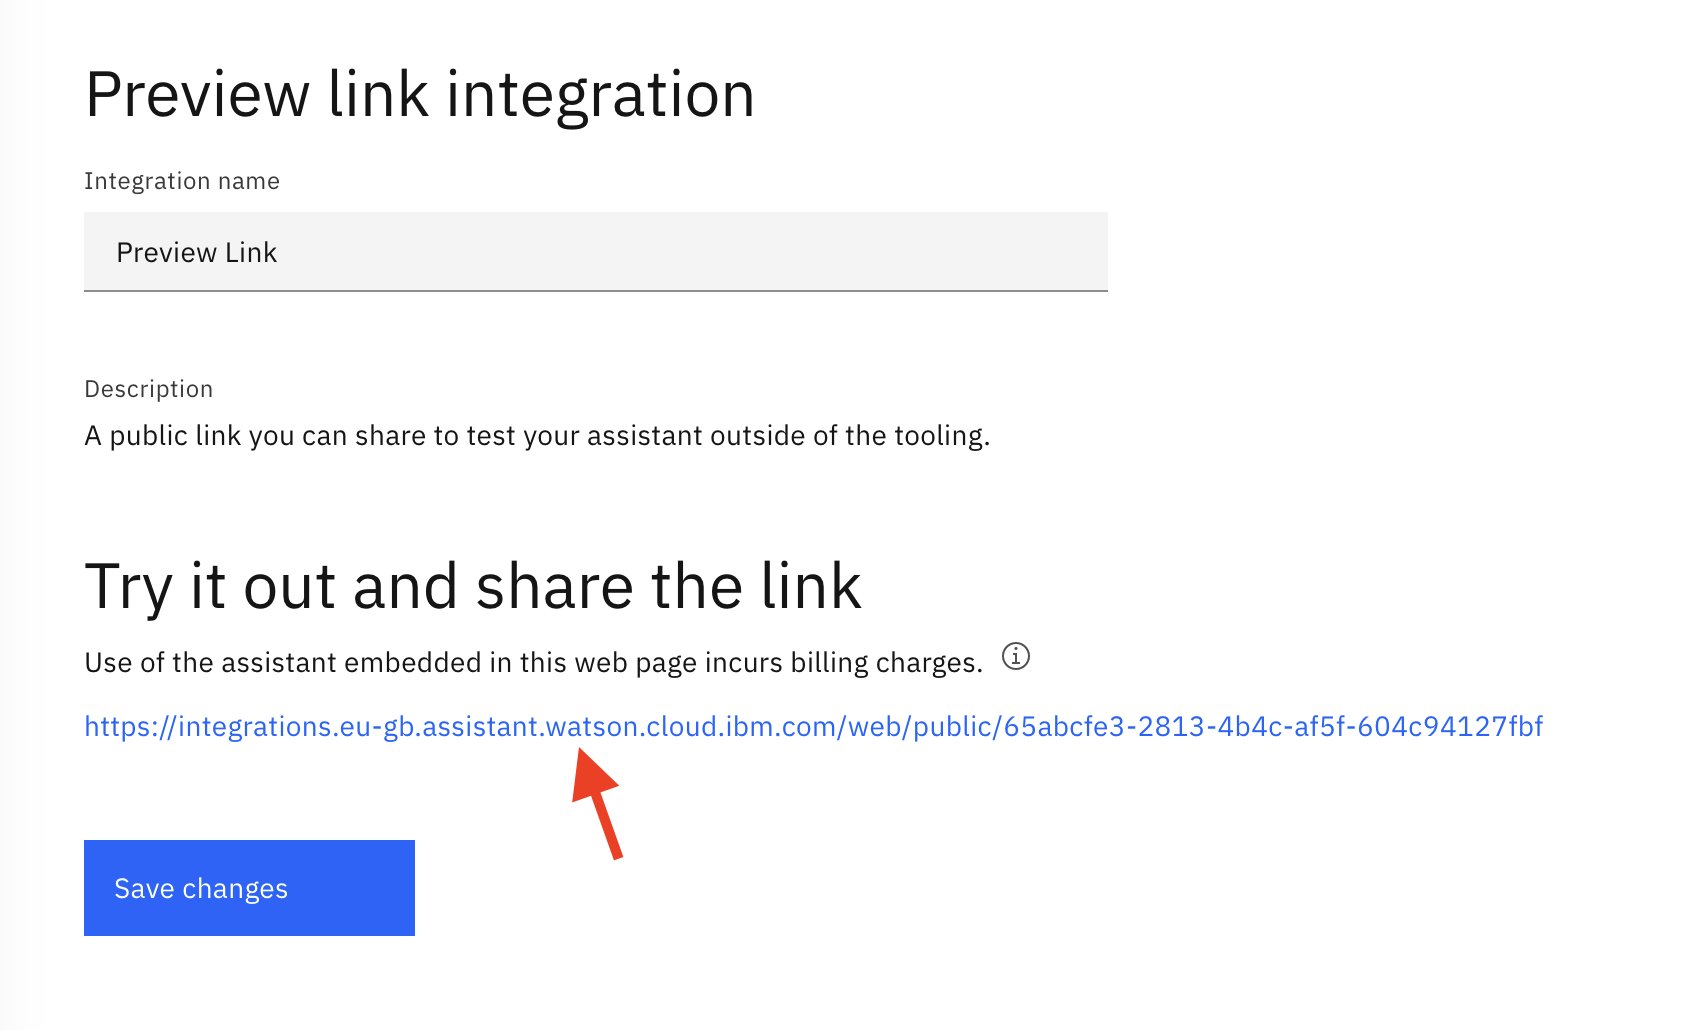 Preview link integration
Integration name
Preview Link
Description
A public link you can share to test your assistant outside of the tooling.
Try it out and share the link
Use of the assistant embedded in this web page incurs billing charges.
https://integrations.eu-gb.assistant.watson.cloud.ibm.com/web/public/65abcfe3-2813-4b4c-af5f-604c94127fbf
Save changes